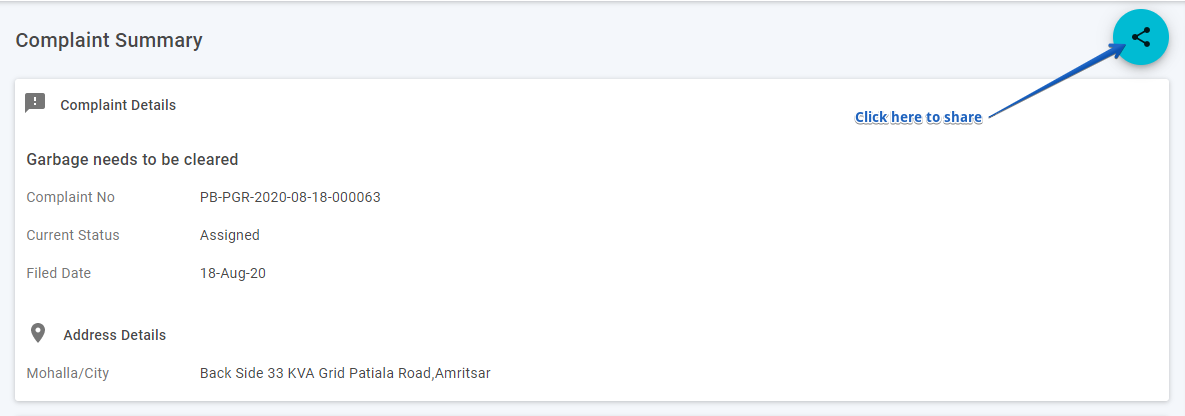 Complaint Summary
Complaint Details
Click here to share
Garbage needs to be cleared
Complaint No PB-PGR-2020-08-18-000063
Current Status Assigned
Filed Date 18-Aug-20
Address Details
Mohalla/City Back Side 33 KVA Grid Patiala Road,Amritsar